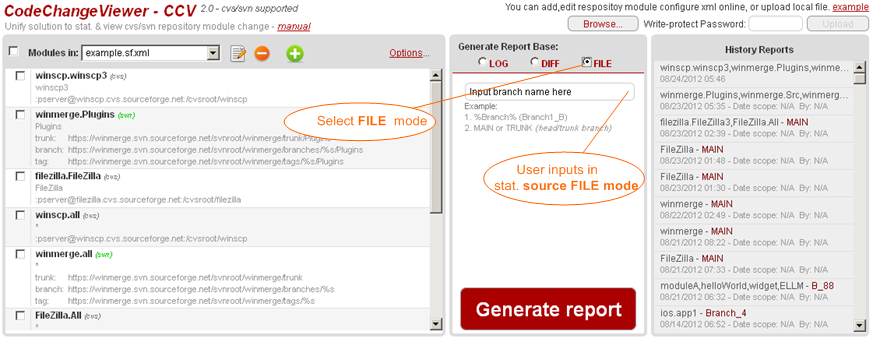 CodeChangeViewer - CCV 2.0 - cvs/svn supported
Unify solution to stat. & view cvs/svn repository module change - manual
You can add,edit respository module configure xml online, or upload local file. example
Browse... Write-protect Password: Upload
Modules in: example.sf.xml Options...
winscp.winscp3 (cvs)
winscp3
:pserver@winscp.cvs.sourceforge.net:/cvsroot/winscp
winmerge.Plugins (svn)
Plugins
trunk: https://winmerge.svn.sourceforge.net/svnroot/winmerge/trunk/Plugins
branch: https://winmerge.svn.sourceforge.net/svnroot/winmerge/branches/%s/Plugins
tag: https://winmerge.svn.sourceforge.net/svnroot/winmerge/tags/%s/Plugins
filezilla.FileZilla (cvs)
FileZilla
:pserver@filezilla.cvs.sourceforge.net:/cvsroot/filezilla
winscp.all (cvs)
*
:pserver@winscp.cvs.sourceforge.net:/cvsroot/winscp
winmerge.all (svn)
*
trunk: https://winmerge.svn.sourceforge.net/svnroot/winmerge/trunk
branch: https://winmerge.svn.sourceforge.net/svnroot/winmerge/branches/%s
tag: https://winmerge.svn.sourceforge.net/svnroot/winmerge/tags/%s
FileZilla.All (cvs)
*
Generate Report Base:
LOG DIFF FILE
Input branch name here
Example:
1. %Branch% (Branch1_B)
2. MAIN or TRUNK (head/trunk branch)
Select FILE mode
User inputs in
stat. source FILE mode
Generate report
History Reports
winscp.winscp3,winmerge.Plugins,winme...
08/24/2012 05:46
winmerge.Plugins,winmerge.Src,winmerg...
08/23/2012 05:35 - Date scope: N/A By: N/A
filezilla.FileZilla3,FileZilla.All - MAIN
08/23/2012 02:39 - Date scope: N/A By: N/A
FileZilla - MAIN
08/23/2012 01:48 - Date scope: N/A By: N/A
FileZilla - MAIN
08/23/2012 01:30 - Date scope: N/A By: N/A
winmerge - MAIN
08/22/2012 02:49 - Date scope: N/A By: N/A
winmerge - MAIN
08/21/2012 08:22 - Date scope: N/A By: N/A
FileZilla - MAIN
08/21/2012 07:33 - Date scope: N/A By: N/A
moduleA,helloWorld,widget,ELLM - B_88
08/21/2012 06:32 - Date scope: N/A By: N/A
ios.app1 - Branch_4
08/14/2012 06:52 - Date scope: N/A By: N/A